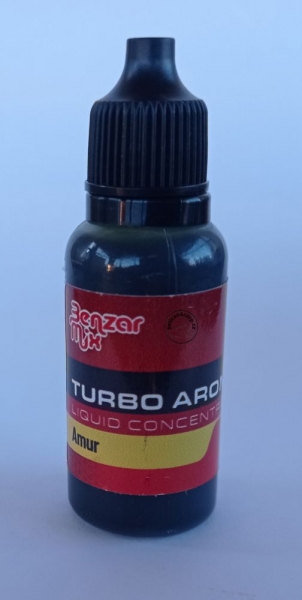 Benzar
Mix
TURBO ARO
LIQUID CONCENT
Amur